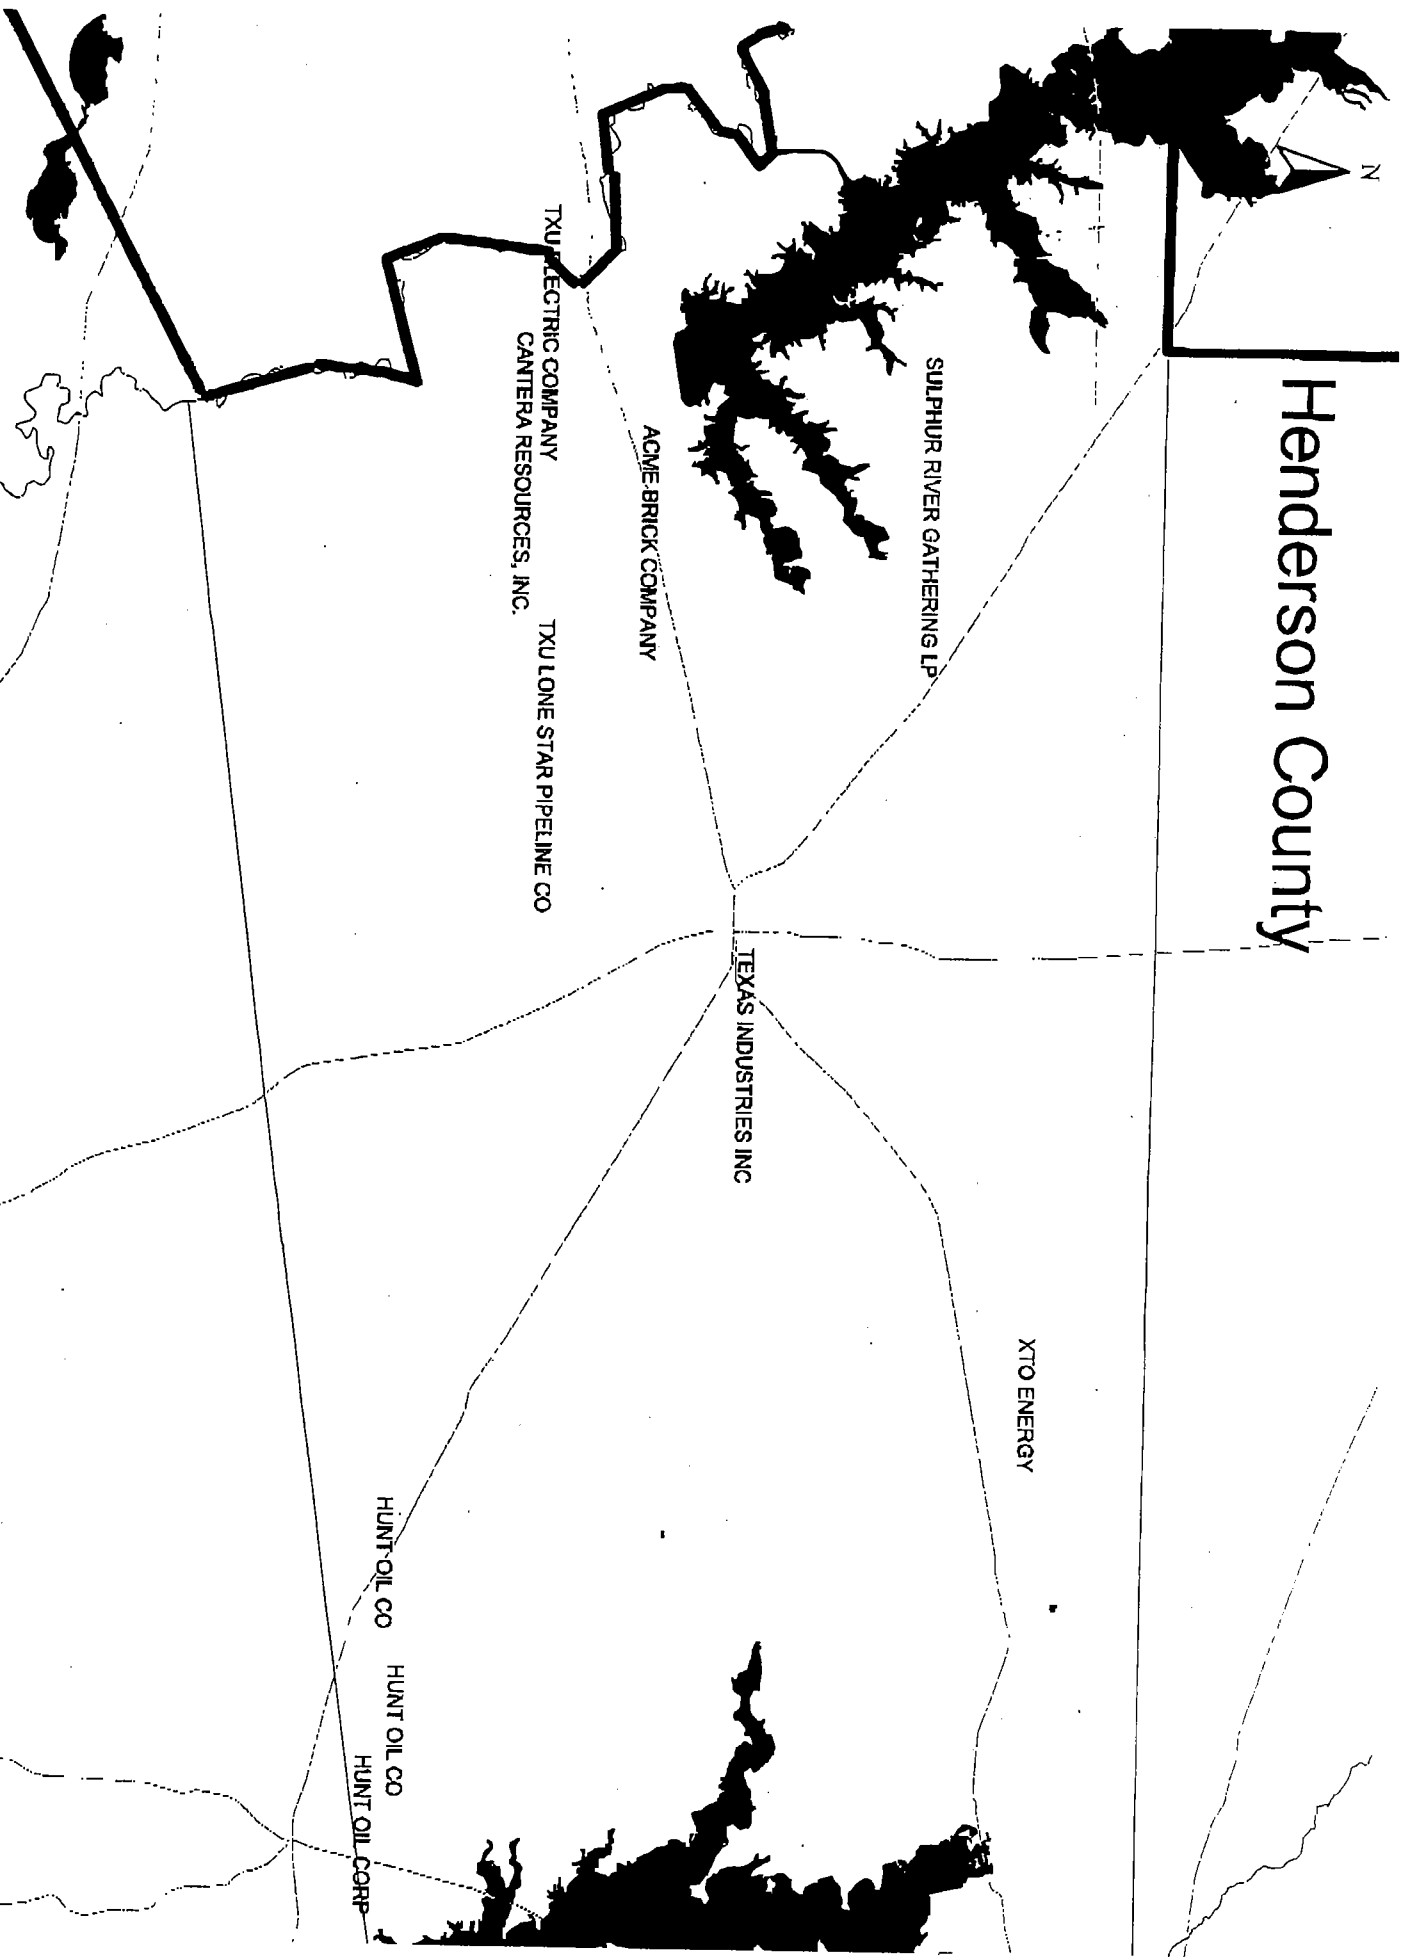 Henderson County
N
SULPHUR RIVER GATHERING LP
XTO ENERGY
TEXAS INDUSTRIES INC
ACME BRICK COMPANY
TXU ELECTRIC COMPANY
TXU LONE STAR PIPELINE CO
CANTERA RESOURCES, INC.
HUNT OIL CO
HUNT OIL CO
HUNT OIL CORP